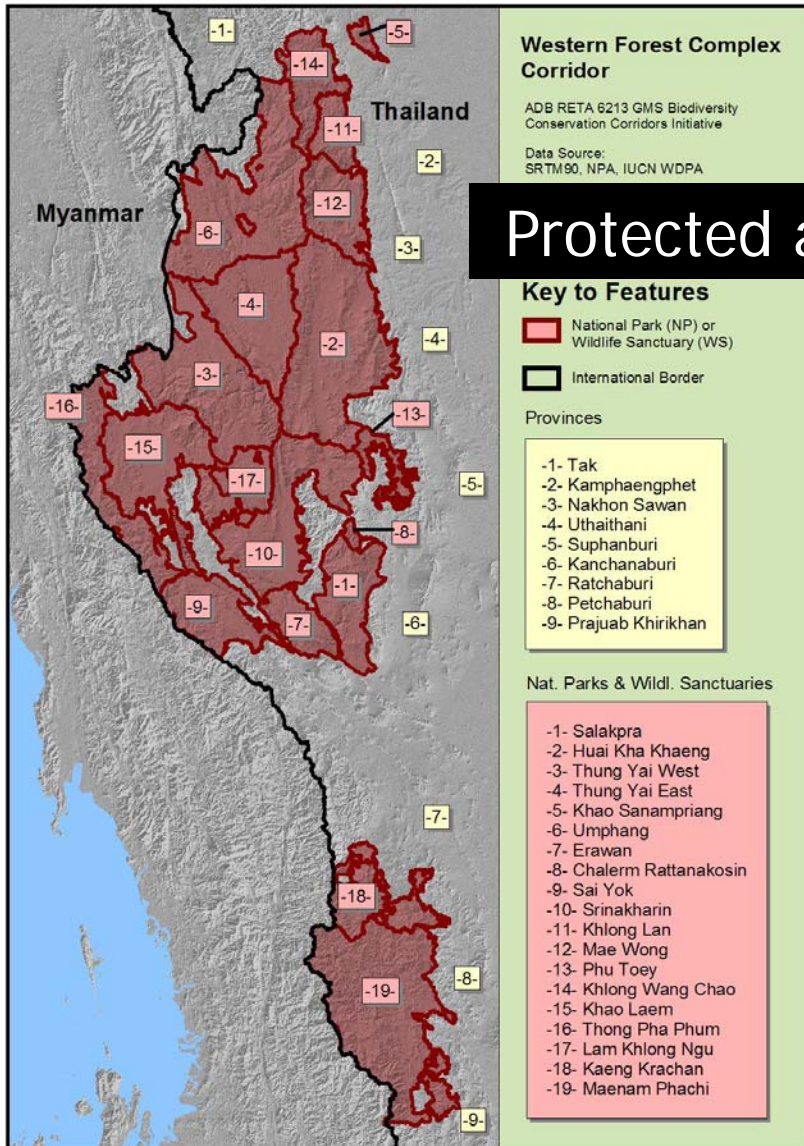 -1-
-5-
-14-
Thailand
-11-
-2-
-12-
Myanmar
-6-
-3-
-4-
-2-
-4-
-3-
-16-
-13-
-15-
-17-
-5-
-8-
-10-
-1-
-9-
-7-
-6-
-7-
-18-
-8-
-19-
-9-
Western Forest Complex
Corridor
ADB RETA 6213 GMS Biodiversity
Conservation Corridors Initiative
Data Source:
SRTM90, NPA, IUCN WDPA
Protected a
Key to Features
National Park (NP) or
Wildlife Sanctuary (WS)
International Border
Provinces
-1- Tak
-2- Kamphaengphet
-3- Nakhon Sawan
-4- Uthaithani
-5- Suphanburi
-6- Kanchanaburi
-7- Ratchaburi
-8- Petchaburi
-9- Prajuab Khirikhan
Nat. Parks & Wildl. Sanctuaries
-1- Salakpra
-2- Huai Kha Khaeng
-3- Thung Yai West
-4- Thung Yai East
-5- Khao Sanampriang
-6- Umphang
-7- Erawan
-8- Chalerm Rattanakosin
-9- Sai Yok
-10- Srinakharin
-11- Khlong Lan
-12- Mae Wong
-13- Phu Toey
-14- Khlong Wang Chao
-15- Khao Laem
-16- Thong Pha Phum
-17- Lam Khlong Ngu
-18- Kaeng Krachan
-19- Maenam Phachi